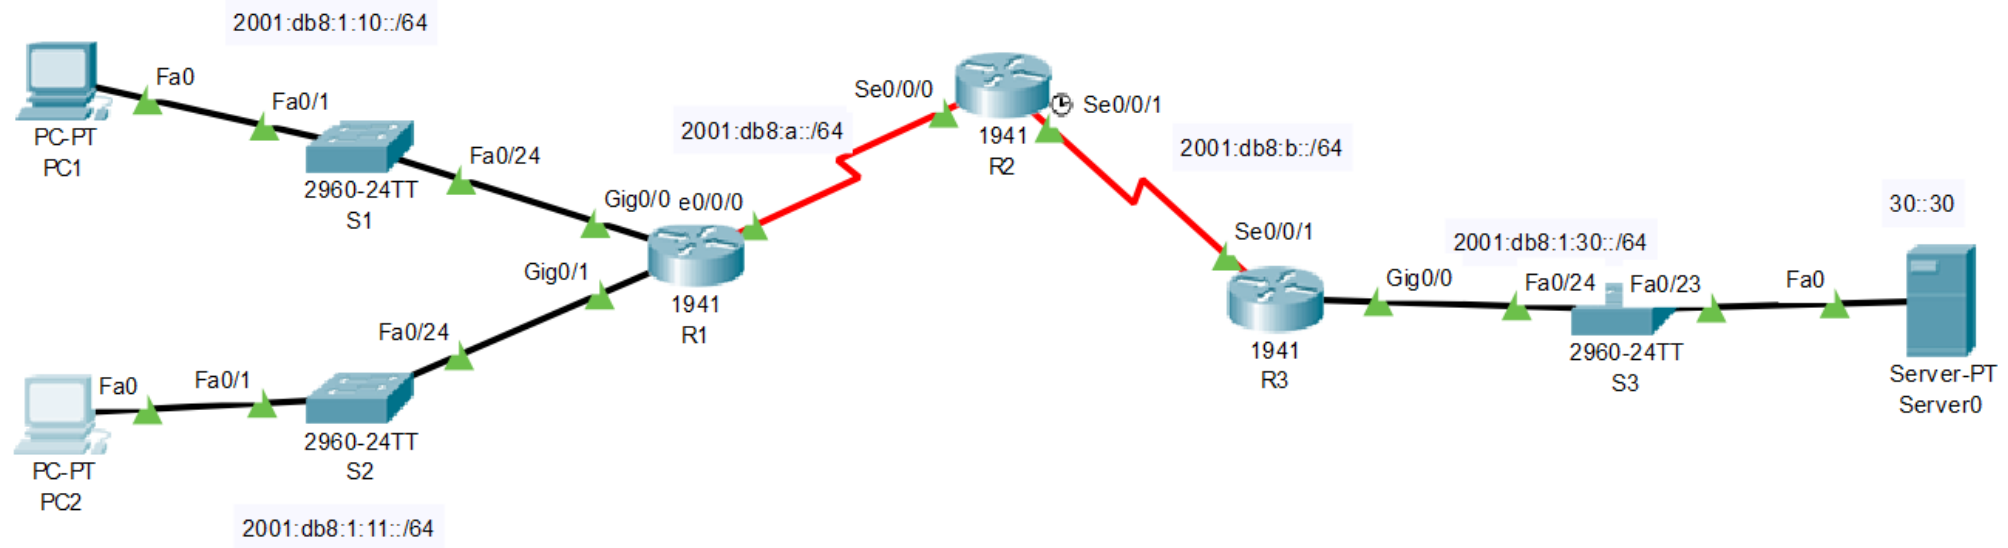 2001:db8:1:10::/64
Fa0
Fa0/1
PC-PT
PC1
Fa0/24
2960-24TT
S1
Gig0/0
e0/0/0
2001:db8:a::/64
Se0/0/0
Se0/0/1
1941
R2
2001:db8:b::/64
Gig0/1
1941
R1
Se0/0/1
1941
R3
Gig0/0
2001:db8:1:30::/64
Fa0/24
Fa0/23
2960-24TT
S3
Fa0
30::30
Server-PT
Server0
Fa0
Fa0/1
Fa0/24
PC-PT
PC2
2960-24TT
S2
2001:db8:1:11::/64